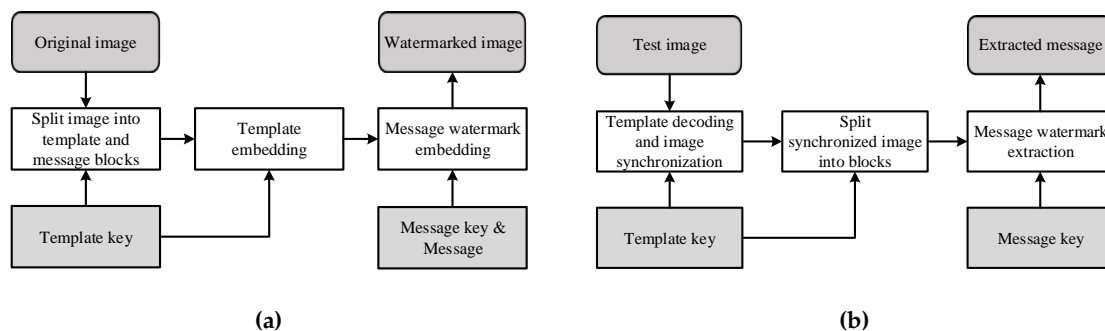 Original image
Watermarked image
Split image into
template and
message blocks
Template
embedding
Message watermark
embedding
Template key
Message key &
Message
(a)
Test image
Extracted message
Template decoding
and image
synchronization
Split
synchronized image
into blocks
Message watermark
extraction
Template key
Message key
(b)